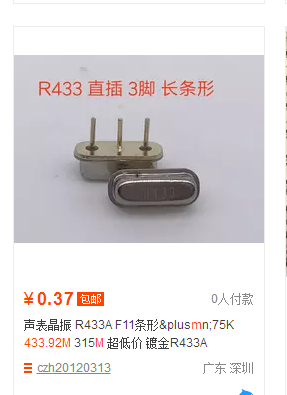 R433 直插 3脚 长条形
¥0.37 包邮 0人付款
声表晶振 R433A F11条形&plusmn;75K
433.92M 315M 超低价 镀金R433A
czh20120313 广东 深圳